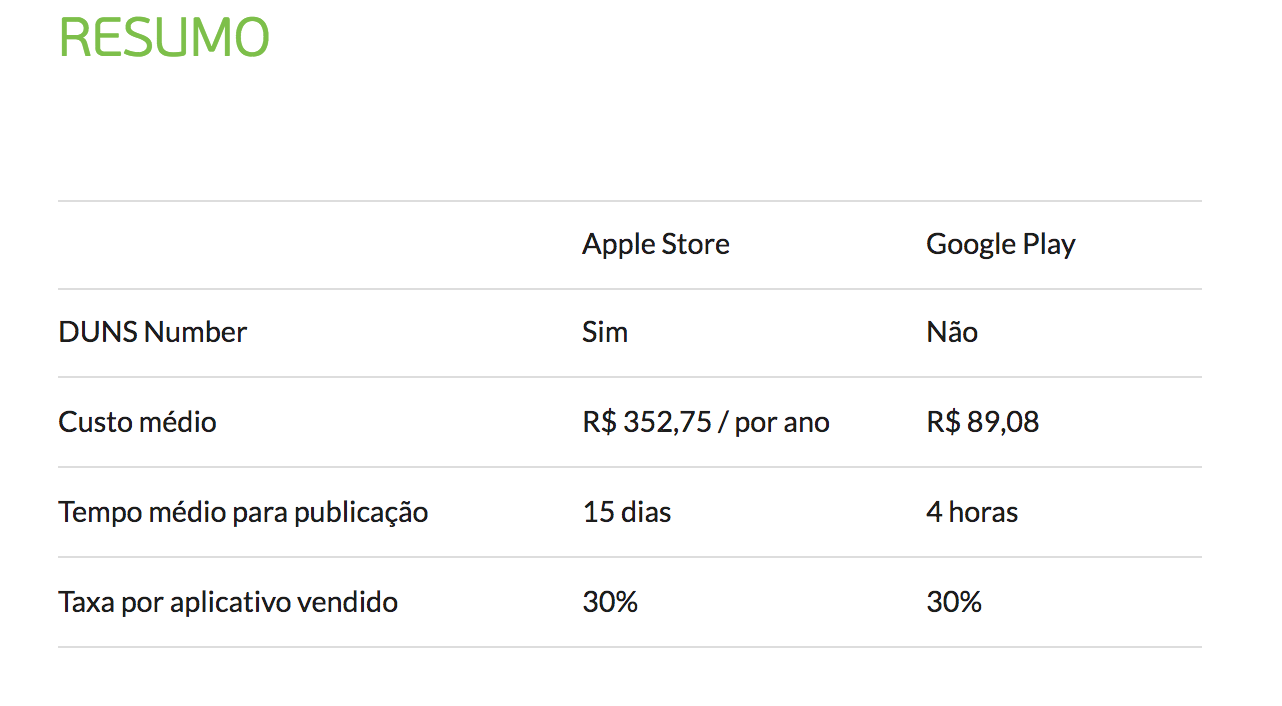 RESUMO
Apple Store Google Play
DUNS Number Sim Não
Custo médio R$ 352,75 / por ano R$ 89,08
Tempo médio para publicação 15 dias 4 horas
Taxa por aplicativo vendido 30% 30%